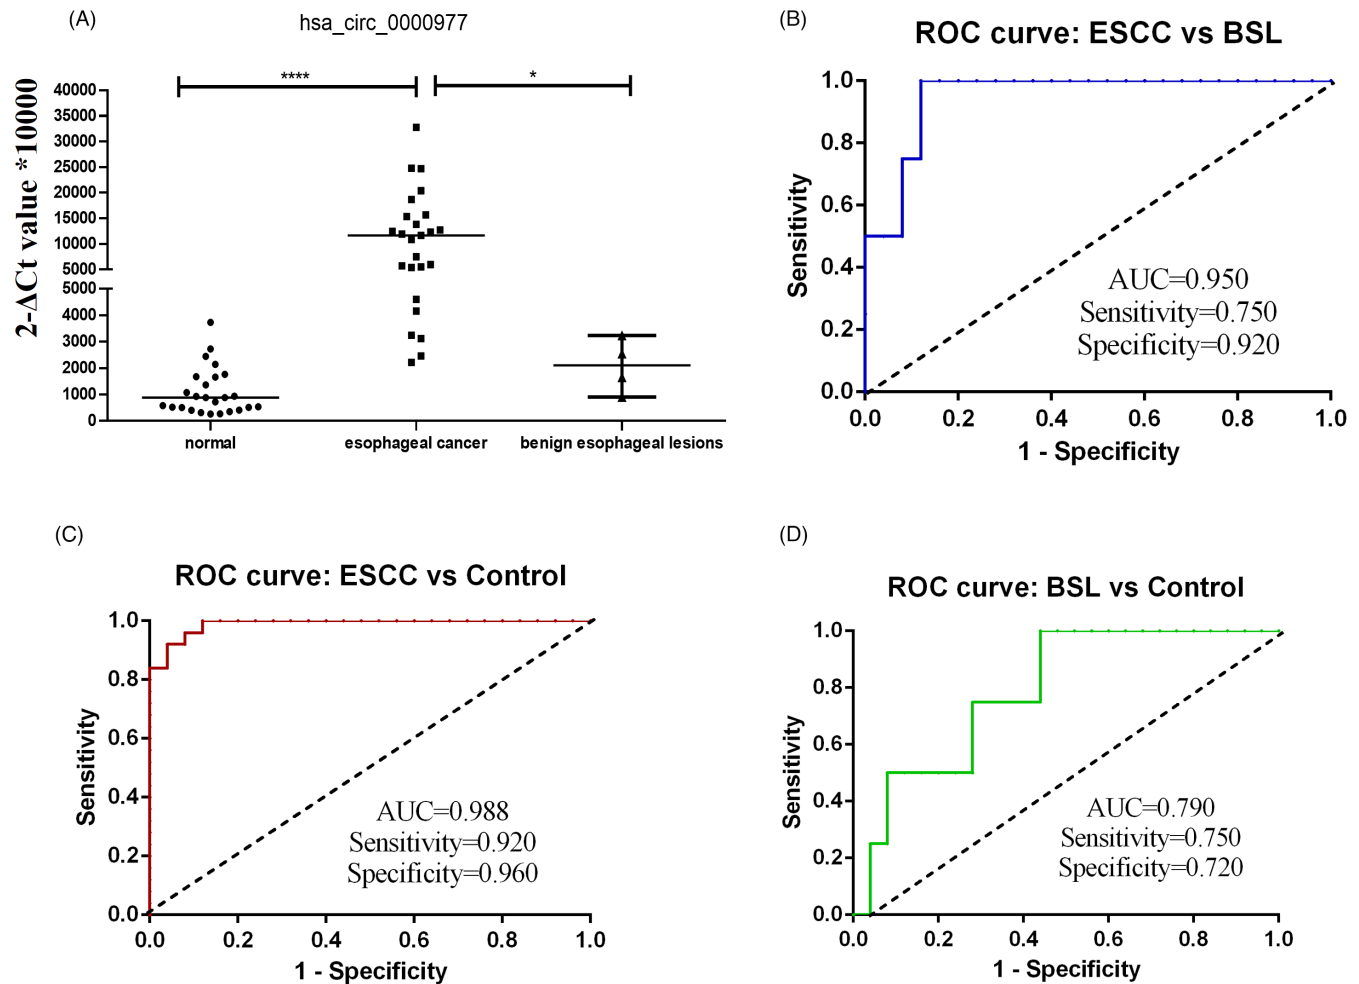 (A)
hsa_circ_0000977
2-ΔCt value *10000
40000
35000
30000
25000
20000
15000
10000
5000
5000
4000
3000
2000
1000
0
****
*
normal
esophageal cancer
benign esophageal lesions
(B)
ROC curve: ESCC vs BSL
Sensitivity
1.0
0.8
0.6
0.4
0.2
0.0
AUC=0.950
Sensitivity=0.750
Specificity=0.920
0.0 0.2 0.4 0.6 0.8 1.0
1 - Specificity
(C)
ROC curve: ESCC vs Control
Sensitivity
1.0
0.8
0.6
0.4
0.2
0.0
AUC=0.988
Sensitivity=0.920
Specificity=0.960
0.0 0.2 0.4 0.6 0.8 1.0
1 - Specificity
(D)
ROC curve: BSL vs Control
Sensitivity
1.0
0.8
0.6
0.4
0.2
0.0
AUC=0.790
Sensitivity=0.750
Specificity=0.720
0.0 0.2 0.4 0.6 0.8 1.0
1 - Specificity